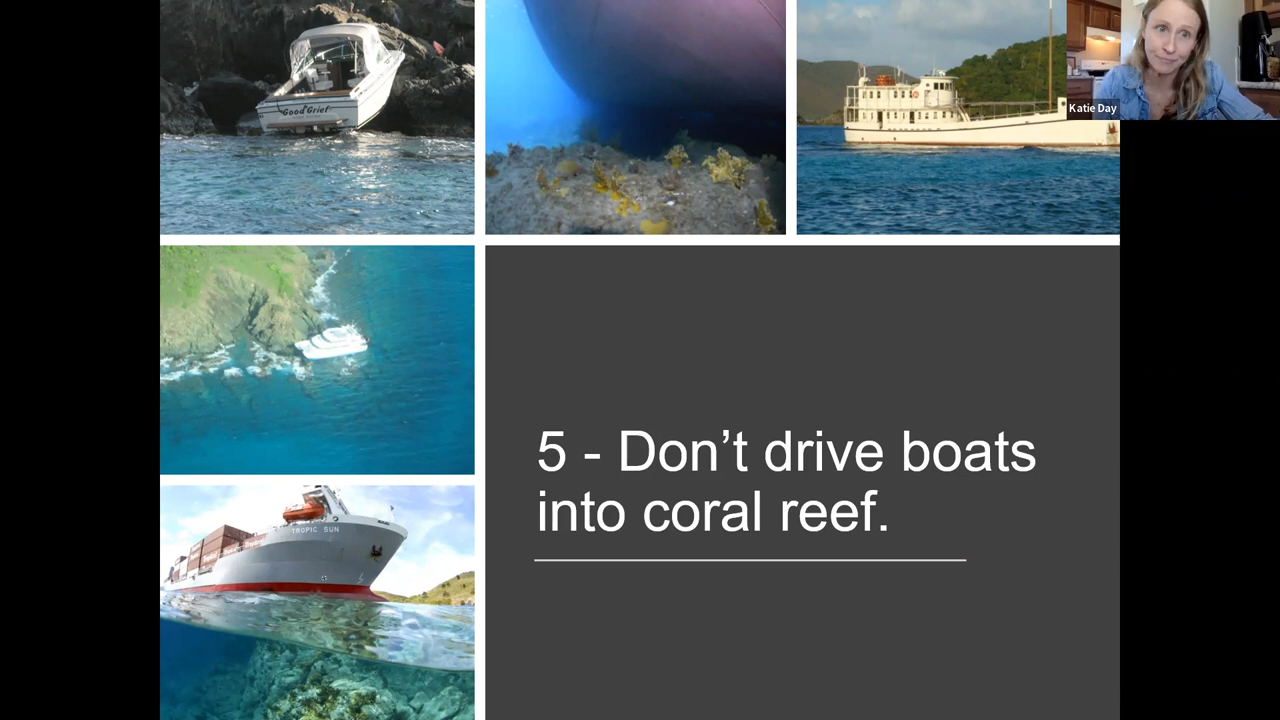 Good Grief
Katie Day
5 - Don’t drive boats
into coral reef.
TROPIC SUN